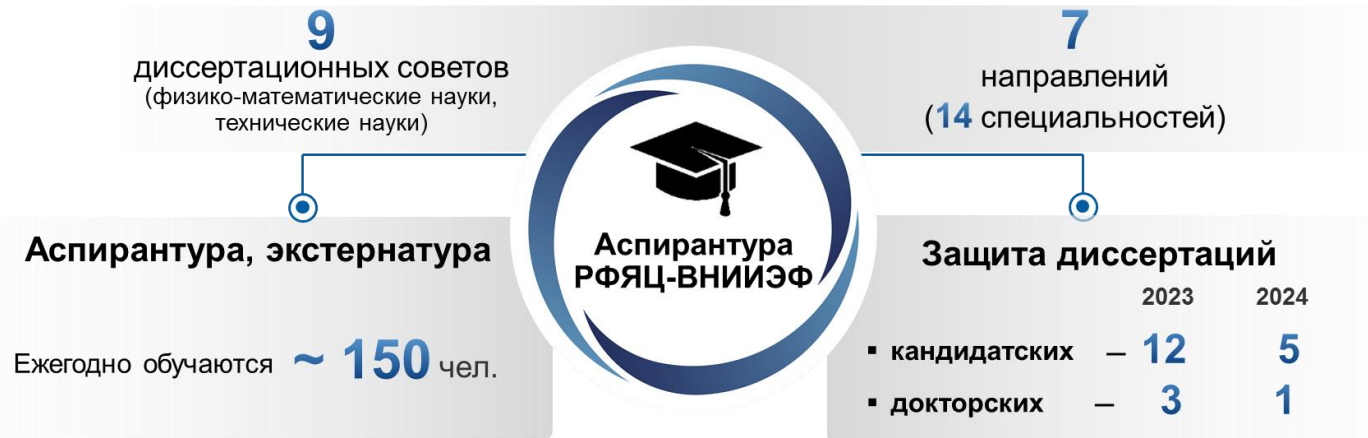 9
диссертационных советов
(физико-математические науки,
технические науки)
7
направлений
(14 специальностей)
Аспирантура
РФЯЦ-ВНИИЭФ
Аспирантура, экстернатура
Ежегодно обучаются ~ 150 чел.
Защита диссертаций
2023 2024
▪ кандидатских – 12 5
▪ докторских – 3 1